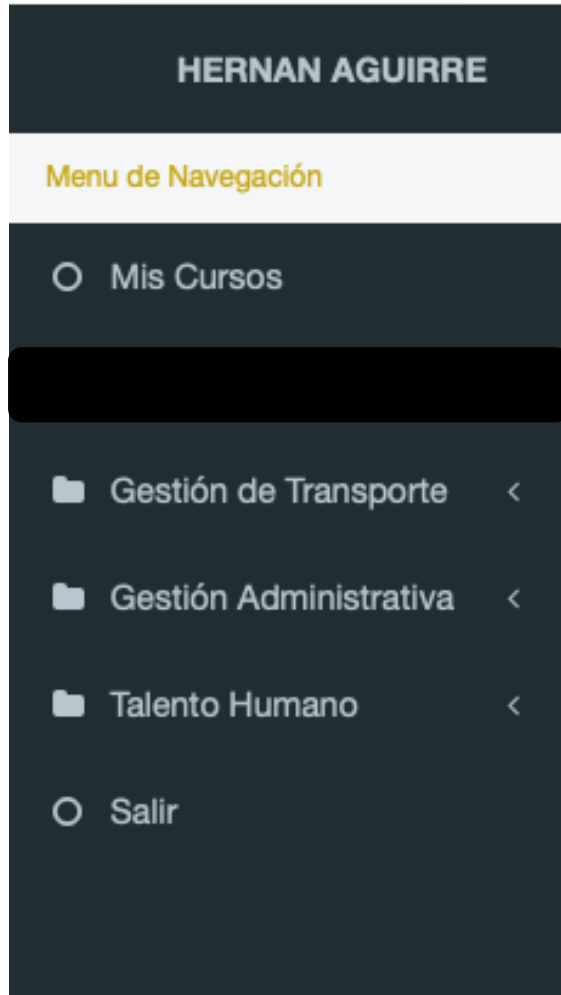 HERNAN AGUIRRE
Menu de Navegación
Mis Cursos
Gestión de Transporte
Gestión Administrativa
Talento Humano
Salir